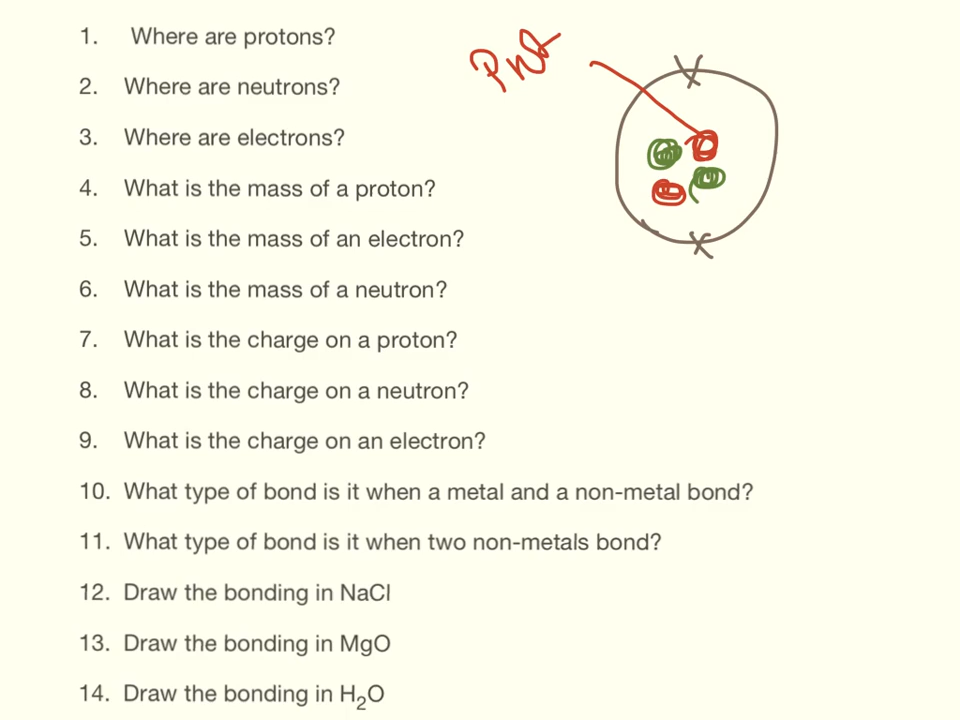 1. Where are protons?
2. Where are neutrons?
3. Where are electrons?
4. What is the mass of a proton?
5. What is the mass of an electron?
6. What is the mass of a neutron?
7. What is the charge on a proton?
8. What is the charge on a neutron?
9. What is the charge on an electron?
10. What type of bond is it when a metal and a non-metal bond?
11. What type of bond is it when two non-metals bond?
12. Draw the bonding in NaCl
13. Draw the bonding in MgO
14. Draw the bonding in H₂O